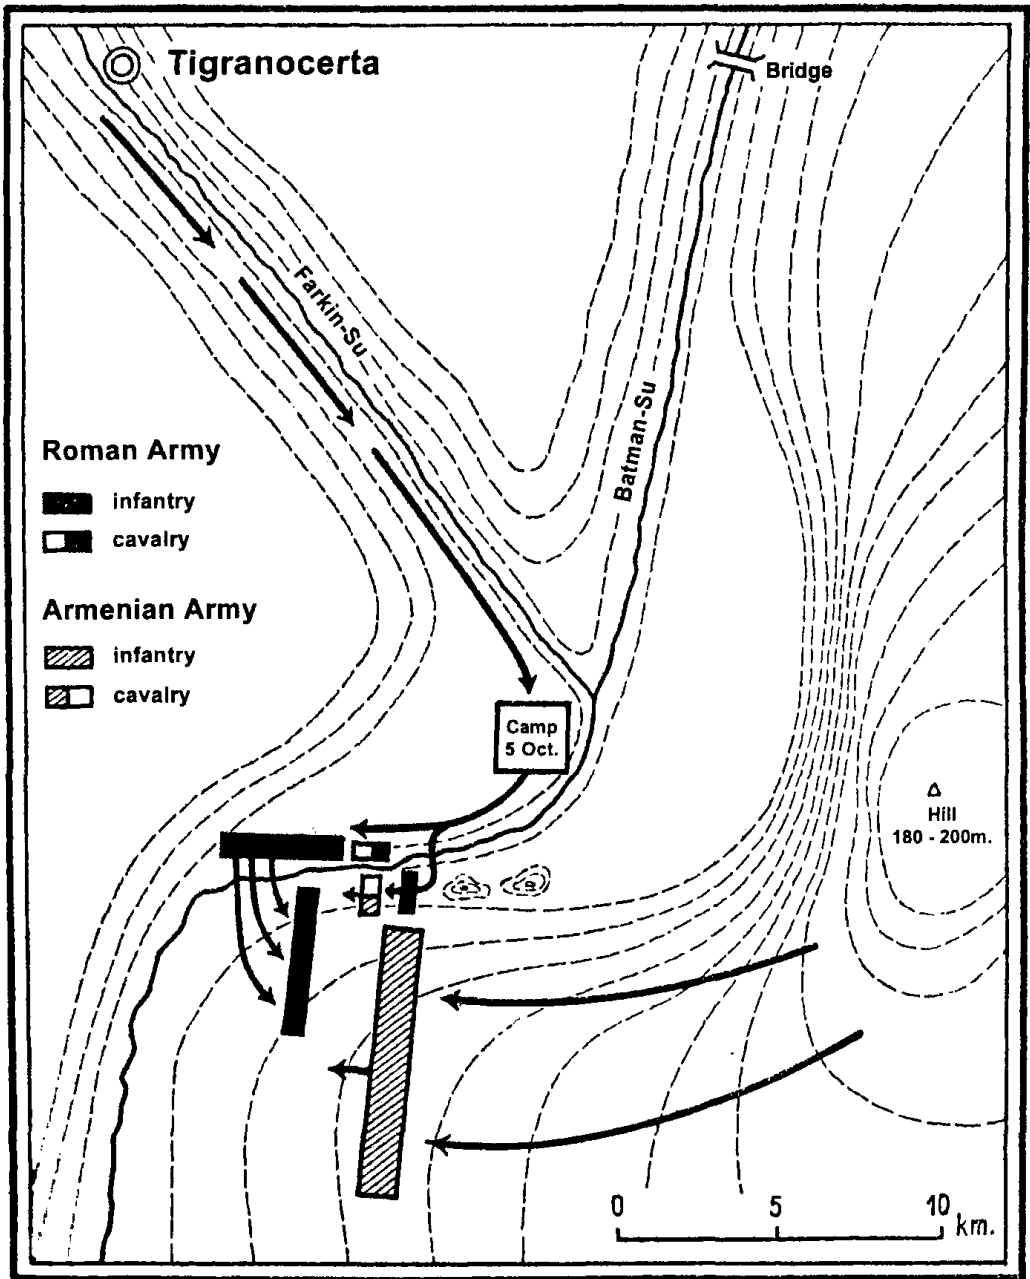 Tigranocerta
Bridge
Farkin-Su
Batman-Su
Roman Army
infantry
cavalry
Armenian Army
infantry
cavalry
Camp
5 Oct.
Hill
180 - 200m.
0 5 10 km.